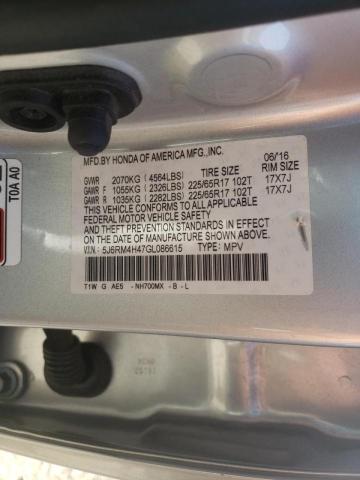 MFD.BY HONDA OF AMERICA MFG.,INC. 06/16
GVWR 2070KG (4564LBS) TIRE SIZE RIM SIZE
GAWR F 1055KG (2326LBS) 225/65R17 102T 17X7J
GAWR R 1035KG (2282LBS) 225/65R17 102T 17X7J
THIS VEHICLE CONFORMS TO ALL APPLICABLE
FEDERAL MOTOR VEHICLE SAFETY AND
THEFT PREVENTION STANDARDS IN EFFECT ON
THE DATE OF MANUFACTURE SHOWN ABOVE.
V.I.N.: 5J6RM4H47GL086615 TYPE: MPV
T1W G AE5 - NH700MX - B - L
TOA A0